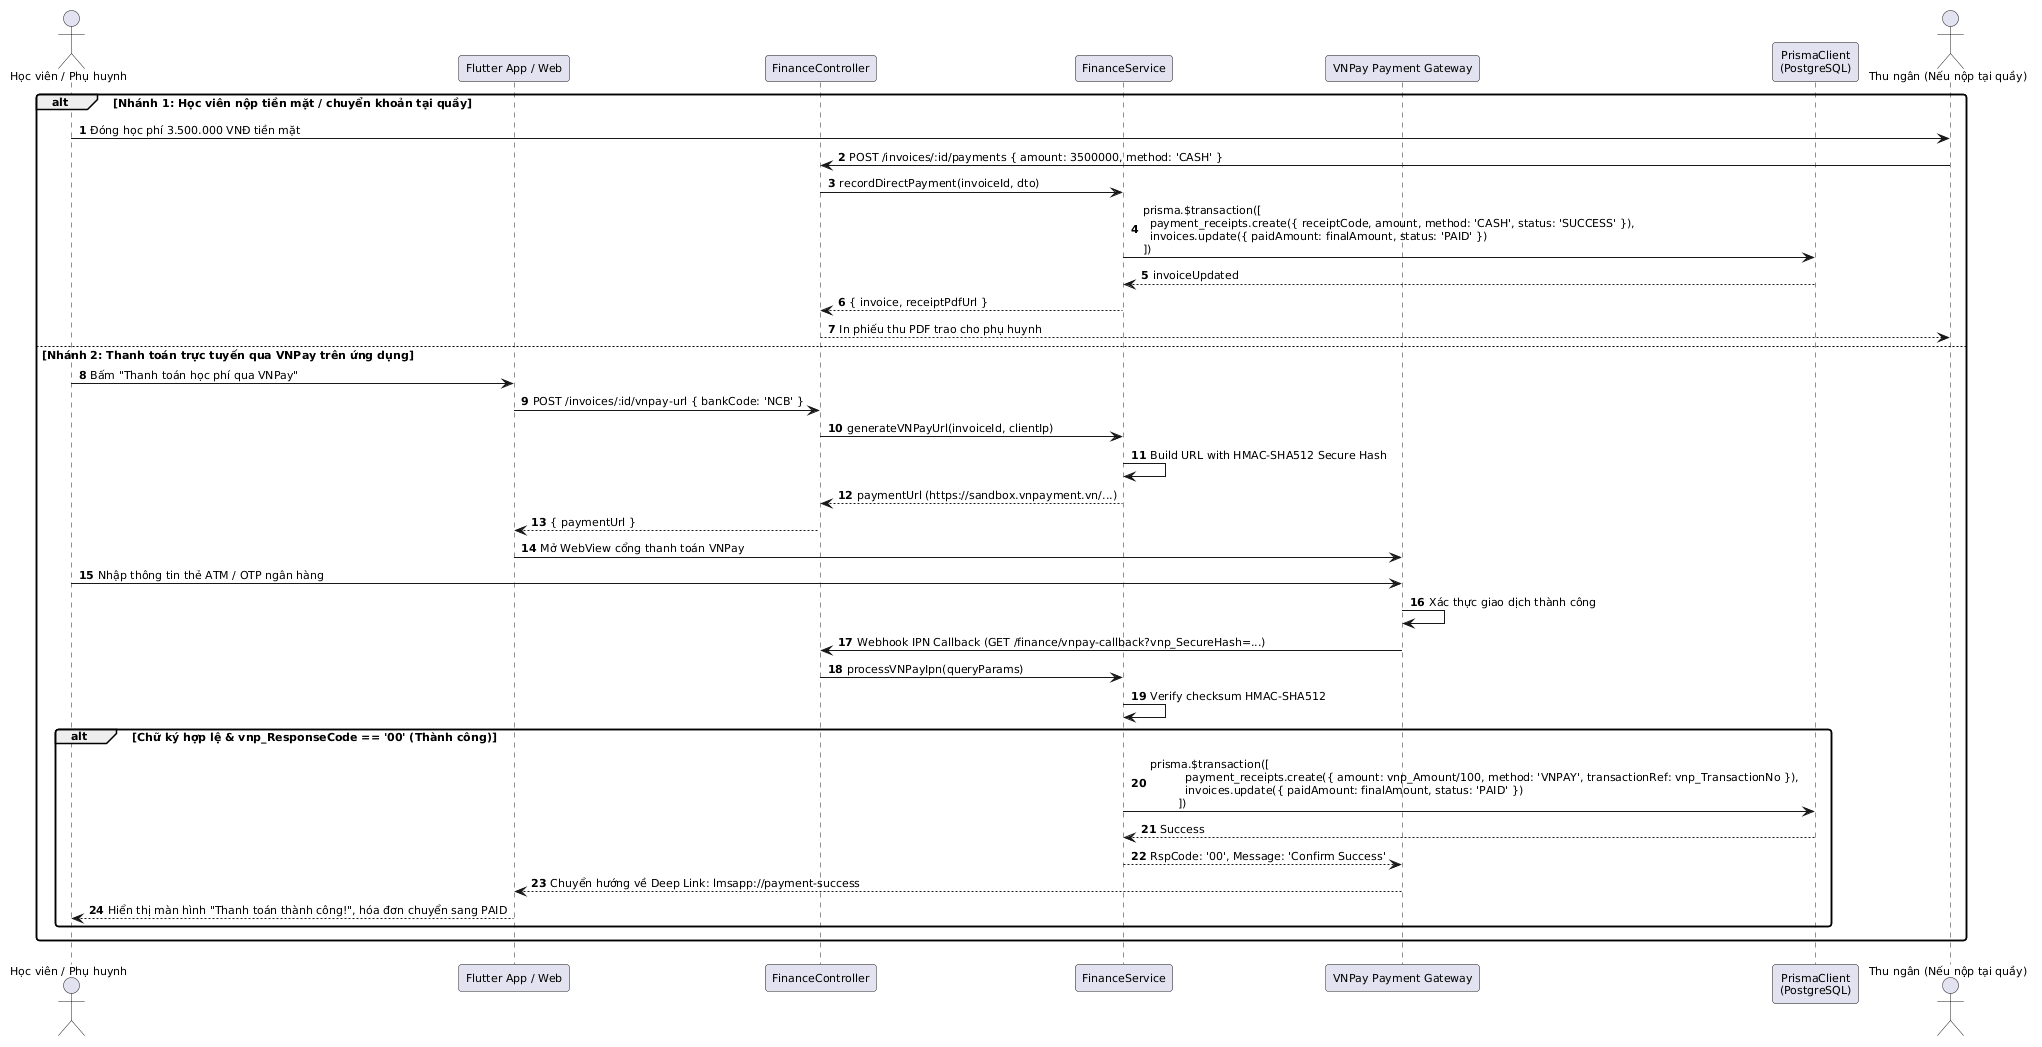 Học viên / Phụ huynh
Flutter App / Web
FinanceController
FinanceService
VNPay Payment Gateway
PrismaClient
(PostgreSQL)
Thu ngân (Nếu nộp tại quầy)
alt
[Nhánh 1: Học viên nộp tiền mặt / chuyển khoản tại quầy]
1 Đóng học phí 3.500.000 VNĐ tiền mặt
2 POST /invoices/:id/payments { amount: 3500000, method: 'CASH' }
3 recordDirectPayment(invoiceId, dto)
4
prisma.$transaction([
payment_receipts.create({ receiptCode, amount, method: 'CASH', status: 'SUCCESS' }),
invoices.update({ paidAmount: finalAmount, status: 'PAID' })
])
5 invoiceUpdated
6 { invoice, receiptPdfUrl }
7 In phiếu thu PDF trao cho phụ huynh
[Nhánh 2: Thanh toán trực tuyến qua VNPay trên ứng dụng]
8 Bấm "Thanh toán học phí qua VNPay"
9 POST /invoices/:id/vnpay-url { bankCode: 'NCB' }
10 generateVNPayUrl(invoiceId, clientIp)
11 Build URL with HMAC-SHA512 Secure Hash
12 paymentUrl (https://sandbox.vnpayment.vn/...)
13 { paymentUrl }
14 Mở WebView cổng thanh toán VNPay
15 Nhập thông tin thẻ ATM / OTP ngân hàng
16 Xác thực giao dịch thành công
17 Webhook IPN Callback (GET /finance/vnpay-callback?vnp_SecureHash=...)
18 processVNPayIpn(queryParams)
19 Verify checksum HMAC-SHA512
alt
[Chữ ký hợp lệ & vnp_ResponseCode == '00' (Thành công)]
20
prisma.$transaction([
payment_receipts.create({ amount: vnp_Amount/100, method: 'VNPAY', transactionRef: vnp_TransactionNo }),
invoices.update({ paidAmount: finalAmount, status: 'PAID' })
])
21 Success
22 RspCode: '00', Message: 'Confirm Success'
23 Chuyển hướng về Deep Link: lmsapp://payment-success
24 Hiển thị màn hình "Thanh toán thành công!", hóa đơn chuyển sang PAID
Học viên / Phụ huynh
Flutter App / Web
FinanceController
FinanceService
VNPay Payment Gateway
PrismaClient
(PostgreSQL)
Thu ngân (Nếu nộp tại quầy)